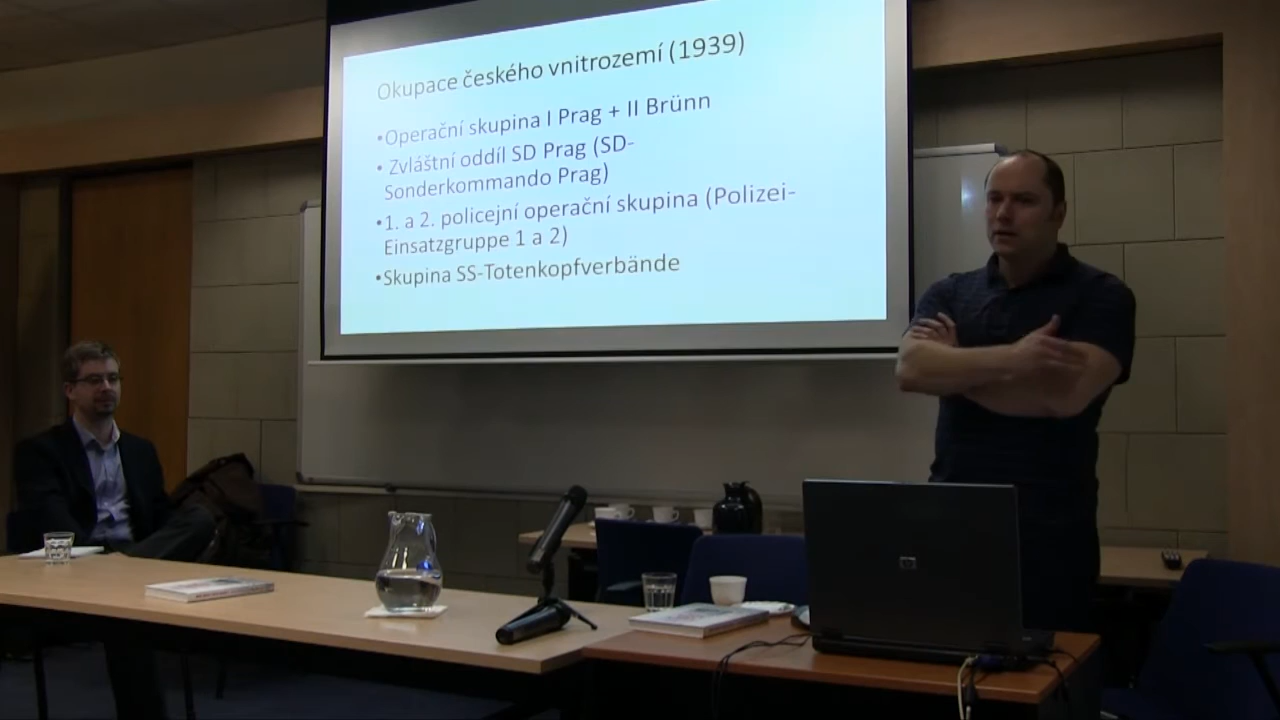 Okupace českého vnitrozemí (1939)
•Operační skupina I Prag + II Brünn
• Zvláštní oddíl SD Prag (SD-
Sonderkommando Prag)
•1. a 2. policejní operační skupina (Polizei-
Einsatzgruppe 1 a 2)
•Skupina SS-Totenkopfverbände
hp